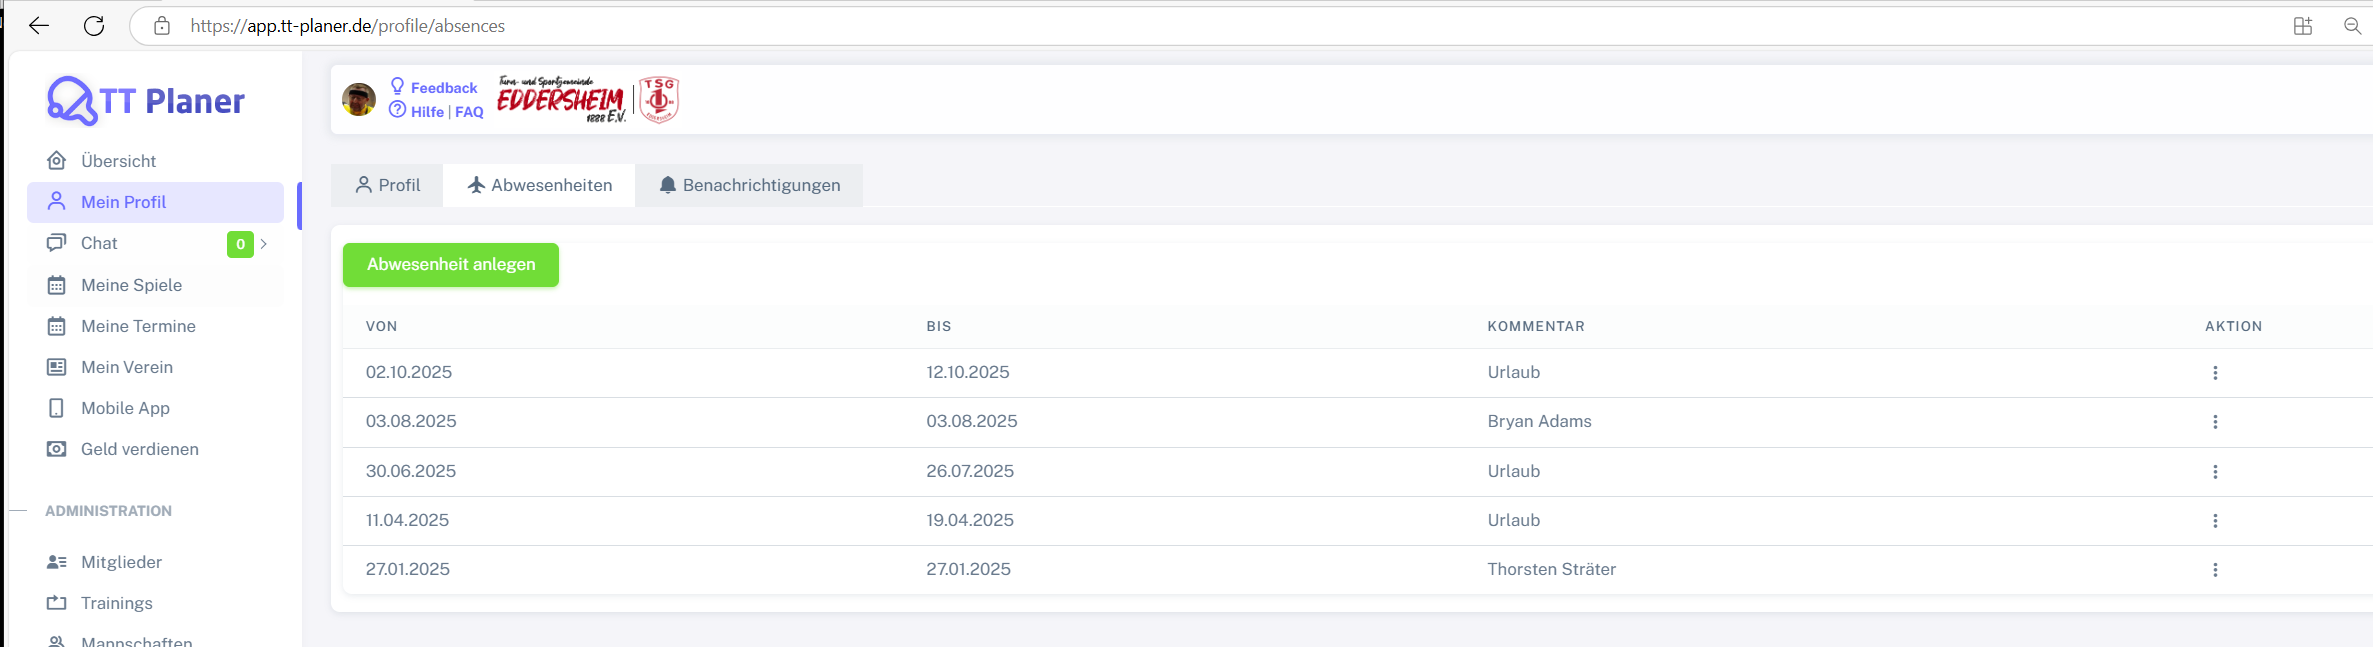 https://app.tt-planer.de/profile/absences
TT Planer
Feedback
Hilfe | FAQ
Turn- und Sportgemeinde
EDDERSHEIM
1888 E.V.
TSG
EDDERSHEIM
Übersicht
Mein Profil
Chat 0
Meine Spiele
Meine Termine
Mein Verein
Mobile App
Geld verdienen
ADMINISTRATION
Mitglieder
Trainings
Mannschaften
Profil Abwesenheiten Benachrichtigungen
Abwesenheit anlegen
VON BIS KOMMENTAR AKTION
02.10.2025 12.10.2025 Urlaub
03.08.2025 03.08.2025 Bryan Adams
30.06.2025 26.07.2025 Urlaub
11.04.2025 19.04.2025 Urlaub
27.01.2025 27.01.2025 Thorsten Sträter